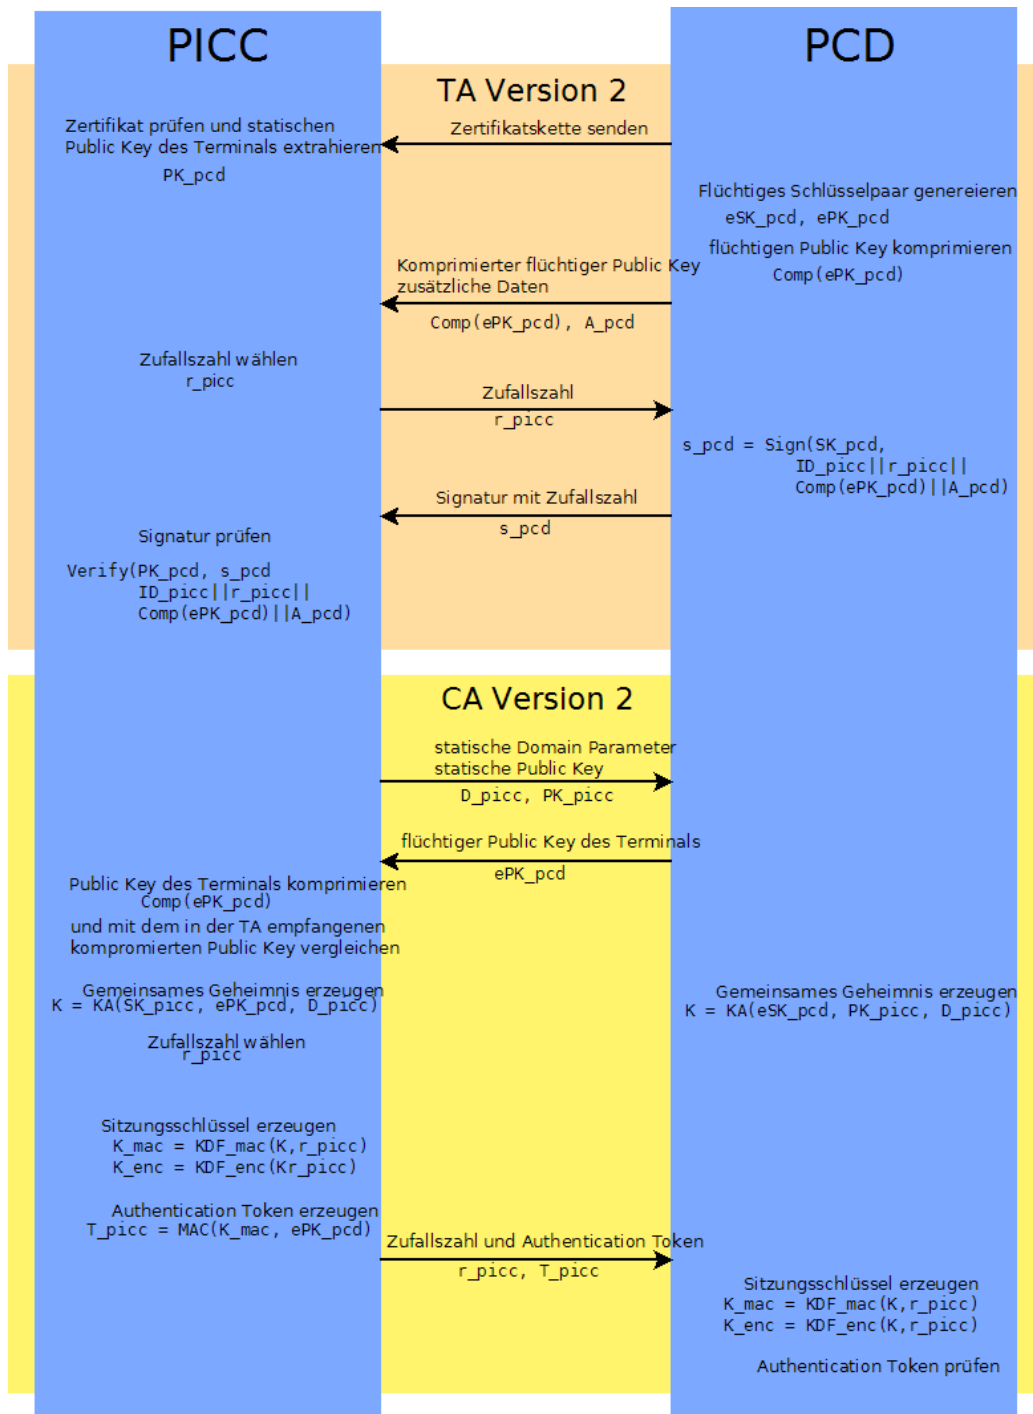 PICC
PCD
TA Version 2
Zertifikat prüfen und statischen
Public Key des Terminals extrahieren
PK_pcd
Zertifikatskette senden
Flüchtiges Schlüsselpaar genereieren
eSK_pcd, ePK_pcd
flüchtigen Public Key komprimieren
Comp(ePK_pcd)
Komprimierter flüchtiger Public Key
zusätzliche Daten
Comp(ePK_pcd), A_pcd
Zufallszahl wählen
r_picc
Zufallszahl
r_picc
s_pcd = Sign(SK_pcd,
ID_picc||r_picc||
Comp(ePK_pcd)||A_pcd)
Signatur mit Zufallszahl
s_pcd
Signatur prüfen
Verify(PK_pcd, s_pcd
ID_picc||r_picc||
Comp(ePK_pcd)||A_pcd)
CA Version 2
statische Domain Parameter
statische Public Key
D_picc, PK_picc
flüchtiger Public Key des Terminals
ePK_pcd
Public Key des Terminals komprimieren
Comp(ePK_pcd)
und mit dem in der TA empfangenen
kompromierten Public Key vergleichen
Gemeinsames Geheimnis erzeugen
K = KA(SK_picc, ePK_pcd, D_picc)
Gemeinsames Geheimnis erzeugen
K = KA(eSK_pcd, PK_picc, D_picc)
Zufallszahl wählen
r_picc
Sitzungsschlüssel erzeugen
K_mac = KDF_mac(K,r_picc)
K_enc = KDF_enc(Kr_picc)
Authentication Token erzeugen
T_picc = MAC(K_mac, ePK_pcd)
Zufallszahl und Authentication Token
r_picc, T_picc
Sitzungsschlüssel erzeugen
K_mac = KDF_mac(K,r_picc)
K_enc = KDF_enc(K,r_picc)
Authentication Token prüfen